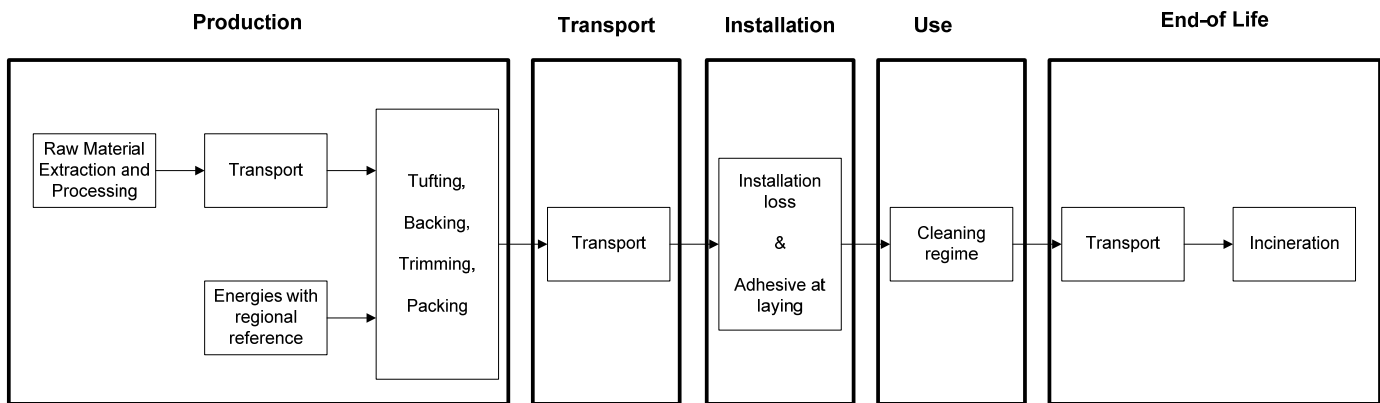 Production
Transport
Installation
Use
End-of Life
Raw Material
Extraction and
Processing
Transport
Energies with
regional
reference
Tufting,
Backing,
Trimming,
Packing
Transport
Installation
loss
&
Adhesive at
laying
Cleaning
regime
Transport
Incineration